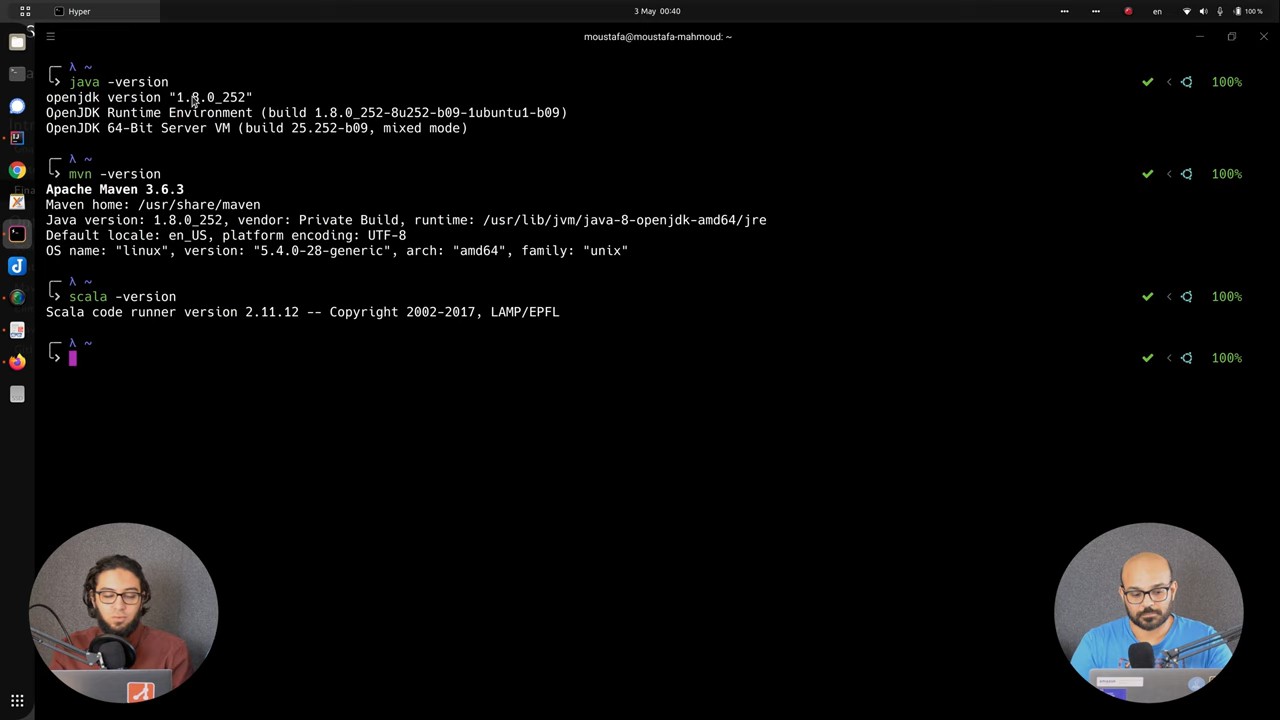 Hyper
3 May 00:40
en
100 %
moustafa@moustafa-mahmoud: ~
λ ~
java -version
100%
openjdk version "1.8.0_252"
OpenJDK Runtime Environment (build 1.8.0_252-8u252-b09-1ubuntu1-b09)
OpenJDK 64-Bit Server VM (build 25.252-b09, mixed mode)
λ ~
mvn -version
100%
Apache Maven 3.6.3
Maven home: /usr/share/maven
Java version: 1.8.0_252, vendor: Private Build, runtime: /usr/lib/jvm/java-8-openjdk-amd64/jre
Default locale: en_US, platform encoding: UTF-8
OS name: "linux", version: "5.4.0-28-generic", arch: "amd64", family: "unix"
λ ~
scala -version
100%
Scala code runner version 2.11.12 -- Copyright 2002-2017, LAMP/EPFL
λ ~
100%